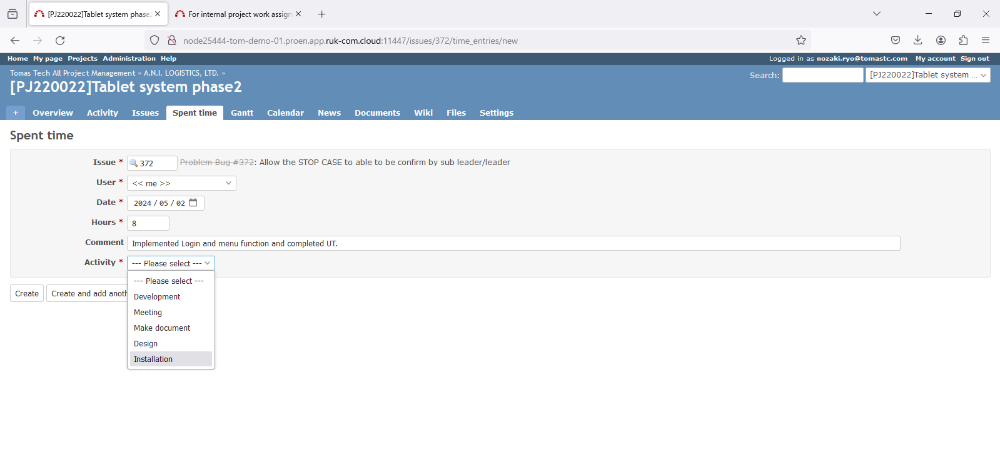 [PJ220022]Tablet system phase2
For internal project work assign
node25444-tom-demo-01.proen.app.ruk-com.cloud:11447/issues/372/time_entries/new
Home My page Projects Administration Help
Logged in as nozaki.ryo@tomastc.com My account Sign out
Tomas Tech All Project Management » A.N.I. LOGISTICS, LTD. »
[PJ220022]Tablet system phase2
Search:
[PJ220022]Tablet system ...
+ Overview Activity Issues Spent time Gantt Calendar News Documents Wiki Files Settings
Spent time
Issue * 372 Problem Bug #372: Allow the STOP CASE to able to be confirm by sub leader/leader
User * << me >>
Date * 2024 / 05 / 02
Hours * 8
Comment Implemented Login and menu function and completed UT.
Activity * --- Please select ---
--- Please select ---
Development
Meeting
Make document
Design
Installation
Create
Create and add anoth